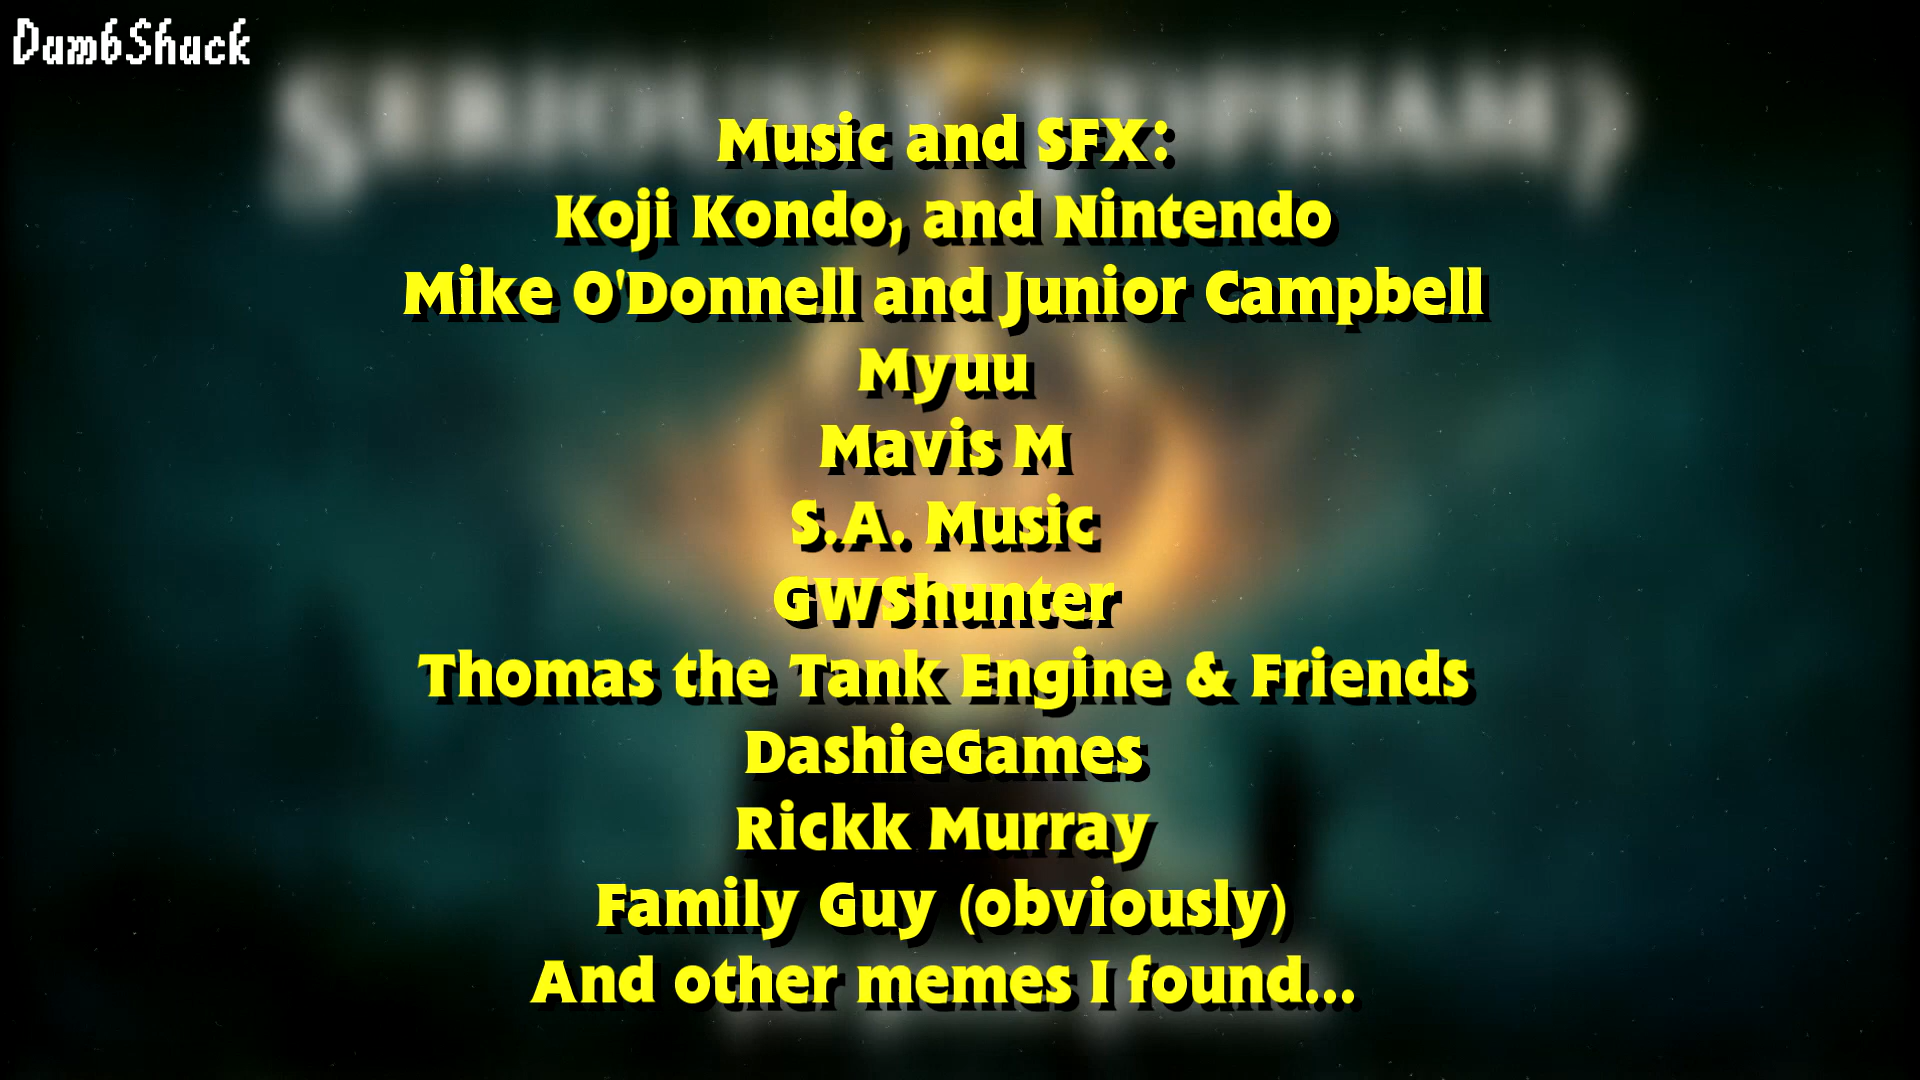 DumbShack
Music and SFX:
Koji Kondo, and Nintendo
Mike O'Donnell and Junior Campbell
Myuu
Mavis M
S.A. Music
GWShunter
Thomas the Tank Engine & Friends
DashieGames
Rickk Murray
Family Guy (obviously)
And other memes I found...